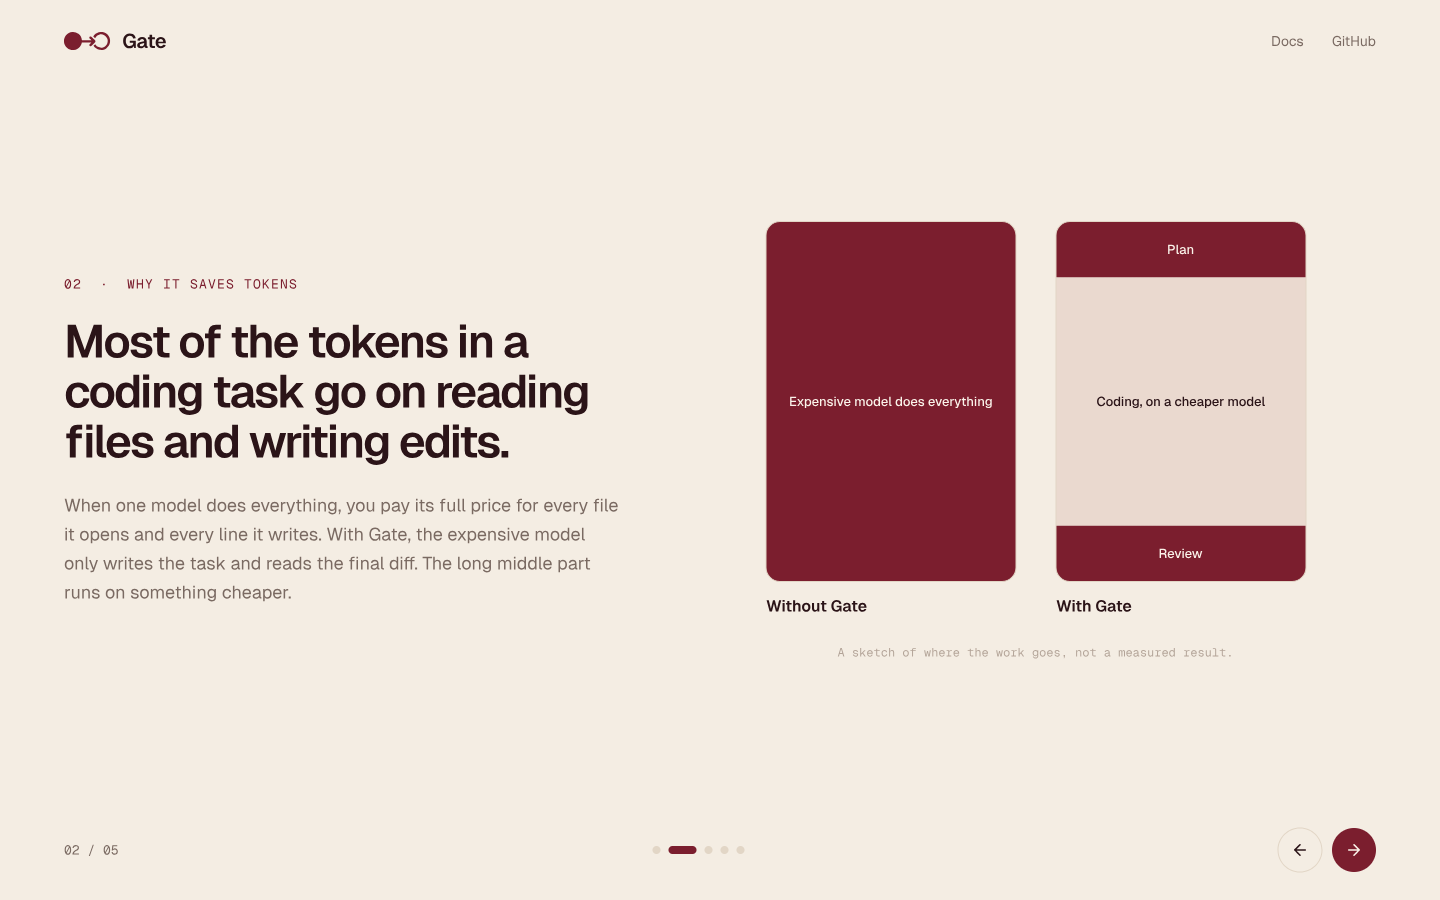 Gate
Docs
GitHub
02 · WHY IT SAVES TOKENS
Most of the tokens in a
coding task go on reading
files and writing edits.
When one model does everything, you pay its full price for every file
it opens and every line it writes. With Gate, the expensive model
only writes the task and reads the final diff. The long middle part
runs on something cheaper.
Expensive model does everything
Without Gate
Plan
Coding, on a cheaper model
Review
With Gate
A sketch of where the work goes, not a measured result.
02 / 05